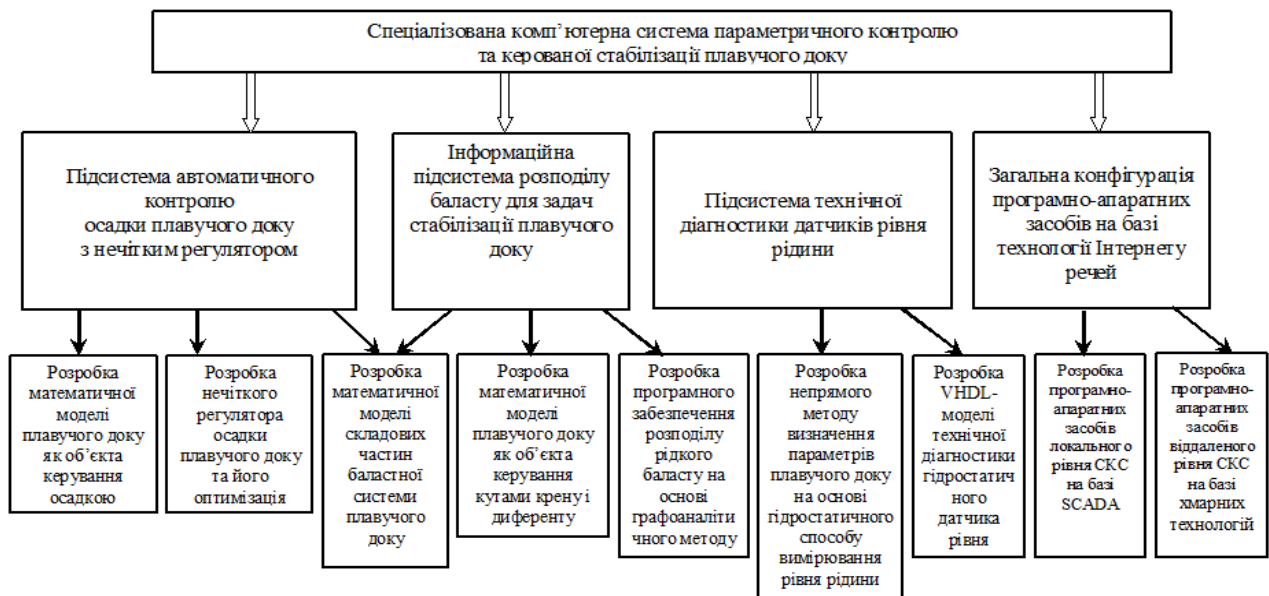 Спеціалізована комп’ютерна система параметричного контролю
та керованої стабілізації плавучого доку
Підсистема автоматичного
контролю
осадки плавучого доку
з нечітким регулятором
Інформаційна
підсистема розподілу
баласту для задач
стабілізації плавучого
доку
Підсистема технічної
діагностики датчиків рівня
рідини
Загальна конфігурація
програмно-апаратних
засобів на базі
технології Інтернету
речей
Розробка
математичної
моделі
плавучого доку
як об’єкта
керування
осадкою
Розробка
нечіткого
регулятора
осадки
плавучого доку
та його
оптимізація
Розробка
математичної
моделі
складових
частин
баластної
системи
плавучого
доку
Розробка
математичної
моделі
плавучого доку
як об’єкта
керування
кутами крену і
диференту
Розробка
програмного
забезпечення
розподілу
рідкого
баласту на
основі
графоаналіти
чного методу
Розробка
непрямого
методу
визначення
параметрів
плавучого доку
на основі
гідростатичного
способу
вимірювання
рівня рідини
Розробка
VHDL-
моделі
технічної
діагностики
гідростатич
ного
датчика
рівня
Розробка
програмно-
апаратних
засобів
локального
рівня СКС
на базі
SCADA
Розробка
програмно-
апаратних
засобів
віддаленого
рівня СКС
на базі
хмарних
технологій